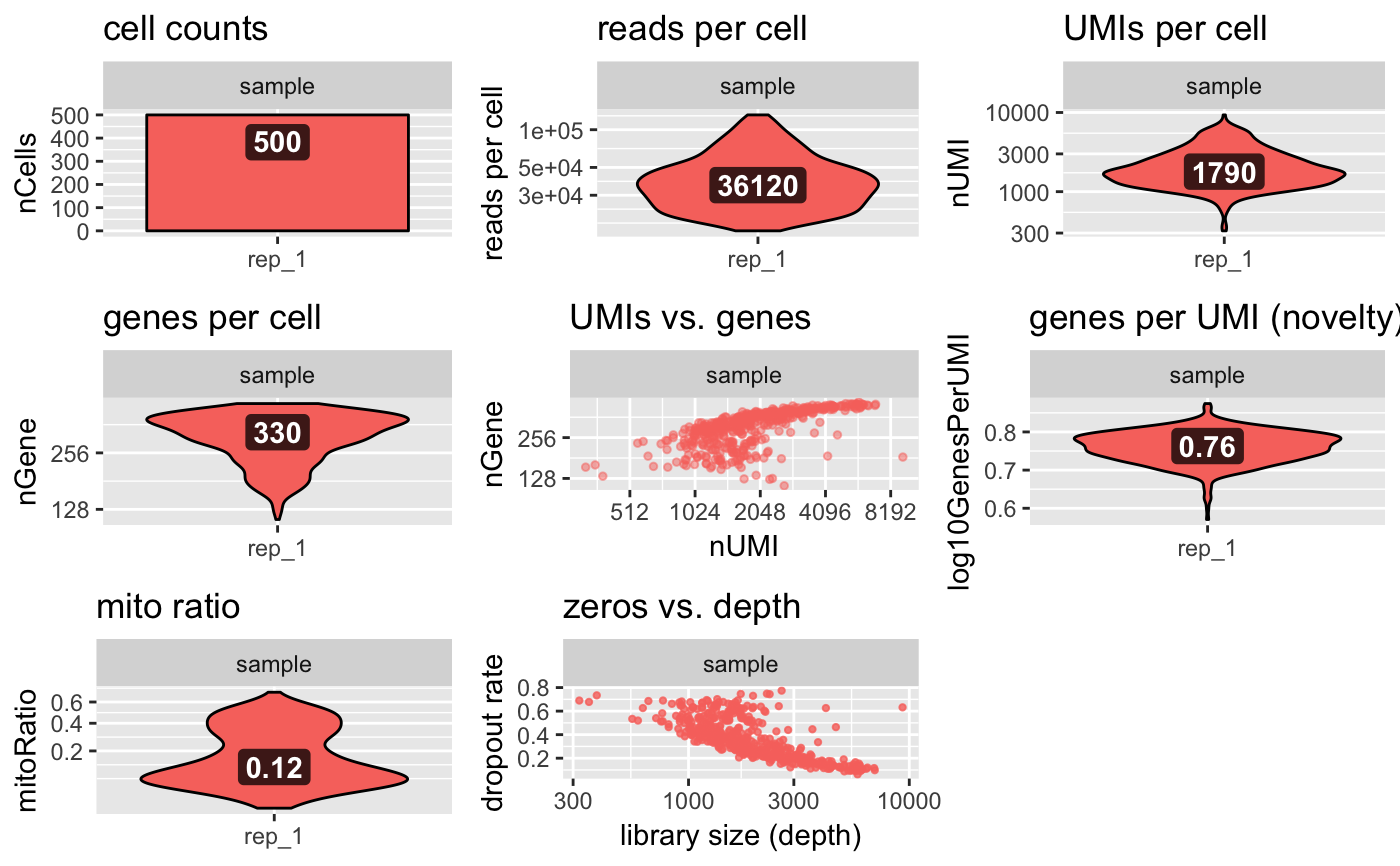 cell counts
sample
nCells
500
400
300
200
100
0
500
rep_1
reads per cell
sample
reads per cell
1e+05
5e+04
3e+04
36120
rep_1
UMIs per cell
sample
nUMI
10000
3000
1000
300
1790
rep_1
genes per cell
sample
nGene
256
128
330
rep_1
UMIs vs. genes
sample
nGene
256
128
512 1024 2048 4096 8192
nUMI
genes per UMI (novelty)
sample
log10GenesPerUMI
0.8
0.7
0.6
0.76
rep_1
mito ratio
sample
mitoRatio
0.6
0.4
0.2
0.12
rep_1
zeros vs. depth
sample
dropout rate
0.8
0.6
0.4
0.2
300 1000 3000 10000
library size (depth)